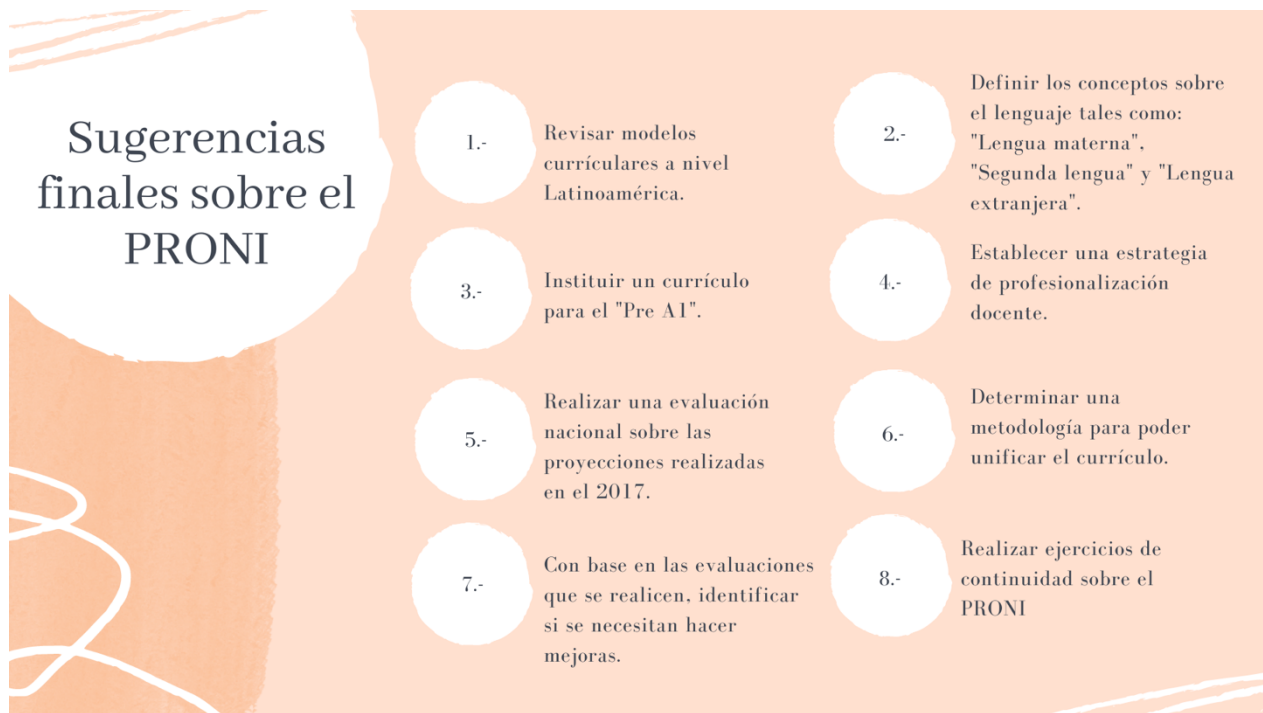 Sugerencias
finales sobre el
PRONI
1.-
Revisar modelos
currículares a nivel
Latinoamérica.
2.-
Definir los conceptos sobre
el lenguaje tales como:
"Lengua materna",
"Segunda lengua" y "Lengua
extranjera".
3.-
Instituir un currículo
para el "Pre A1".
4.-
Establecer una estrategia
de profesionalización
docente.
5.-
Realizar una evaluación
nacional sobre las
proyecciones realizadas
en el 2017.
6.-
Determinar una
metodología para poder
unificar el currículo.
7.-
Con base en las evaluaciones
que se realicen, identificar
si se necesitan hacer
mejoras.
8.-
Realizar ejercicios de
continuidad sobre el
PRONI